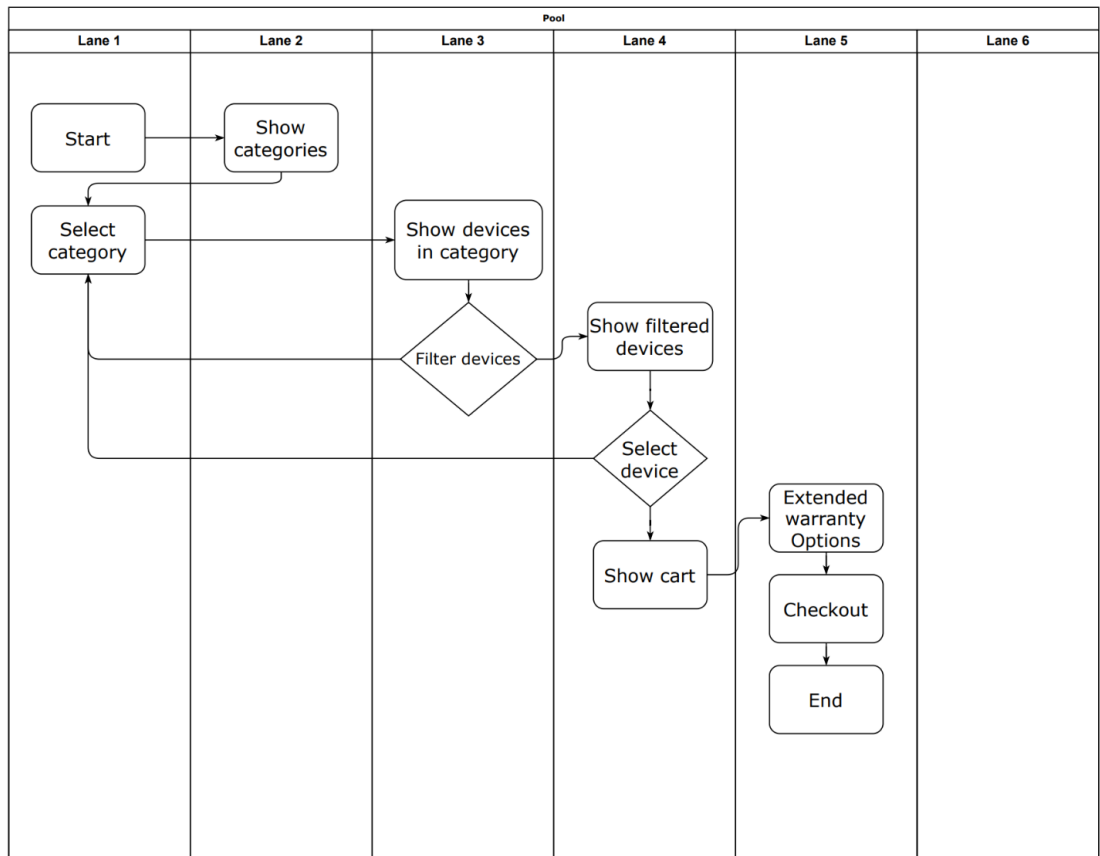 Pool
Lane 1
Lane 2
Lane 3
Lane 4
Lane 5
Lane 6
Start
Show
categories
Select
category
Show devices
in category
Filter devices
Show filtered
devices
Select
device
Show cart
Extended
warranty
Options
Checkout
End